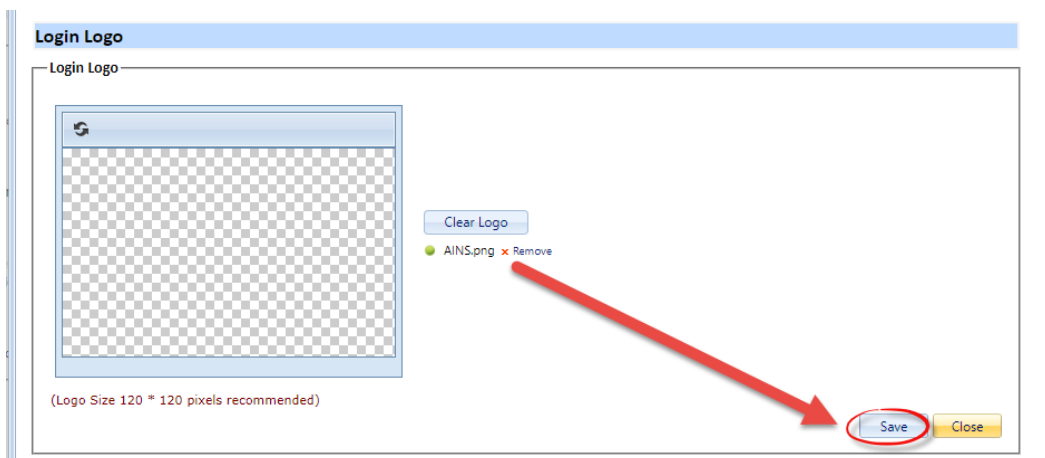 Login Logo
Login Logo
Clear Logo
AINS.png x Remove
(Logo Size 120 * 120 pixels recommended)
Save Close